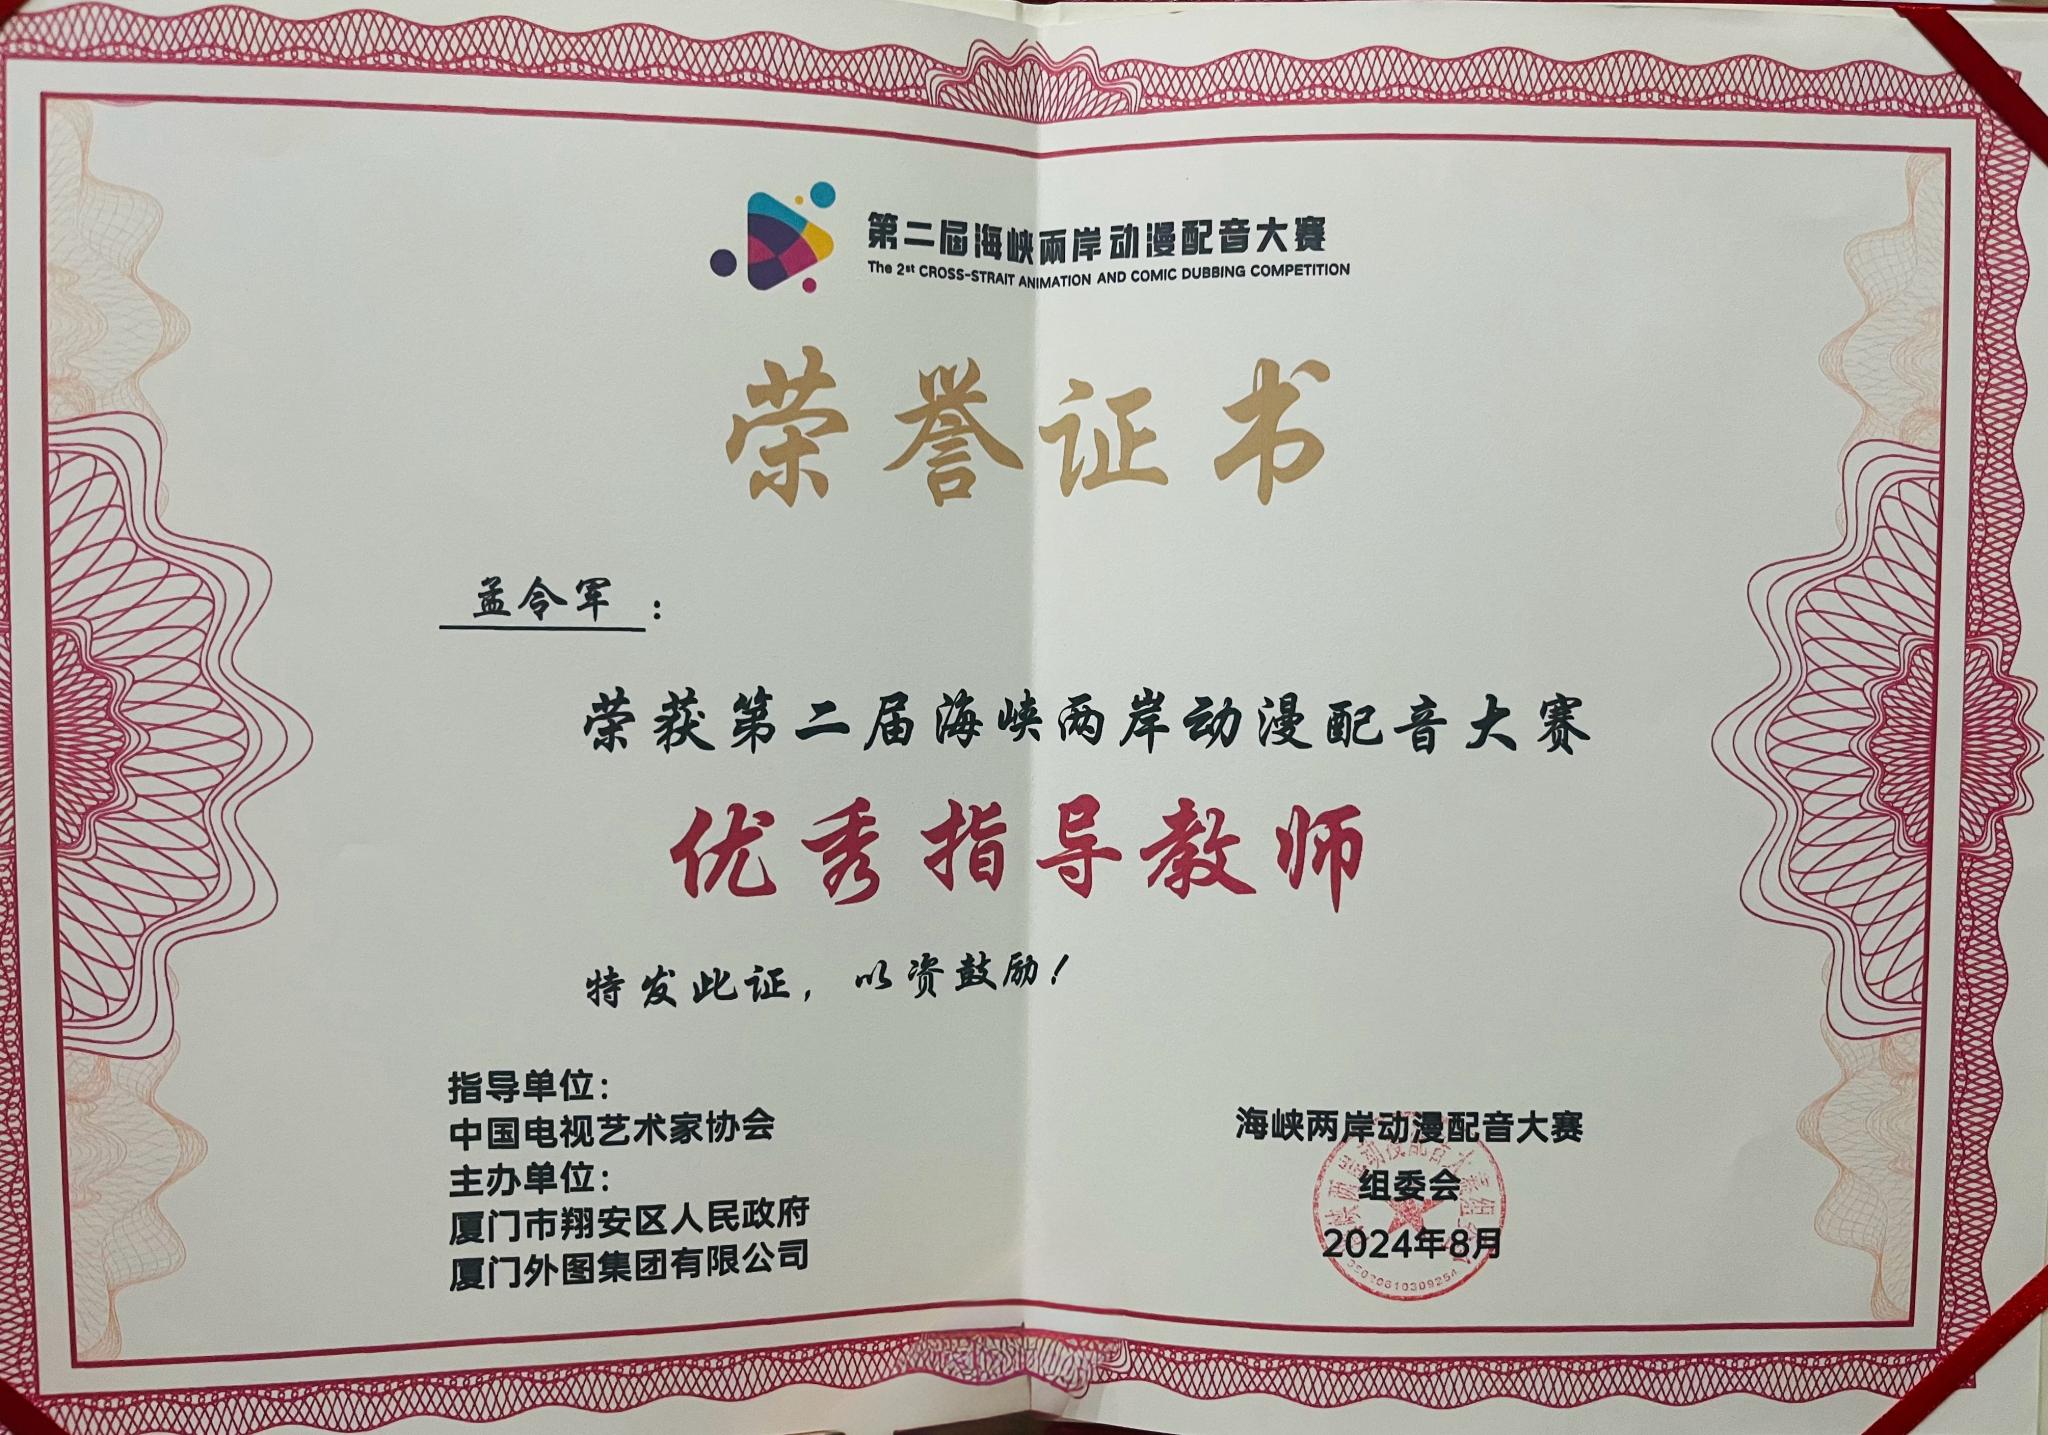 第二届海峡兩岸动漫配音大赛
The 2st CROSS-STRAIT ANIMATION AND COMIC DUBBING COMPETITION
荣誉证书
孟令军：
荣获第二届海峡两岸动漫配音大赛
优秀指导教师
特发此证，以资鼓励！
指导单位：
中国电视艺术家协会
主办单位：
厦门市翔安区人民政府
厦门外图集团有限公司
海峡两岸动漫配音大赛
组委会
2024年8月